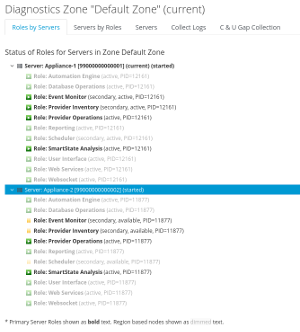 Diagnostics Zone "Default Zone" (current)
Roles by Servers Servers by Roles Servers Collect Logs C & U Gap Collection
Status of Roles for Servers in Zone Default Zone
Server: Appliance-1 [99000000000001] (current) (started)
Role: Automation Engine (active, PID=12161)
Role: Database Operations (active, PID=12161)
Role: Event Monitor (secondary, active, PID=12161)
Role: Provider Inventory (secondary, active, PID=12161)
Role: Provider Operations (active, PID=12161)
Role: Reporting (active, PID=12161)
Role: Scheduler (secondary, active, PID=12161)
Role: SmartState Analysis (active, PID=12161)
Role: User Interface (active, PID=12161)
Role: Web Services (active, PID=12161)
Role: Websocket (active, PID=12161)
Server: Appliance-2 [99000000000002] (started)
Role: Automation Engine (active, PID=11877)
Role: Database Operations (active, PID=11877)
Role: Event Monitor (secondary, available, PID=11877)
Role: Provider Inventory (secondary, available, PID=11877)
Role: Provider Operations (active, PID=11877)
Role: Reporting (active, PID=11877)
Role: Scheduler (secondary, available, PID=11877)
Role: SmartState Analysis (active, PID=11877)
Role: User Interface (active, PID=11877)
Role: Web Services (active, PID=11877)
Role: Websocket (active, PID=11877)
* Primary Server Roles shown as bold text. Region based nodes shown as dimmed text.